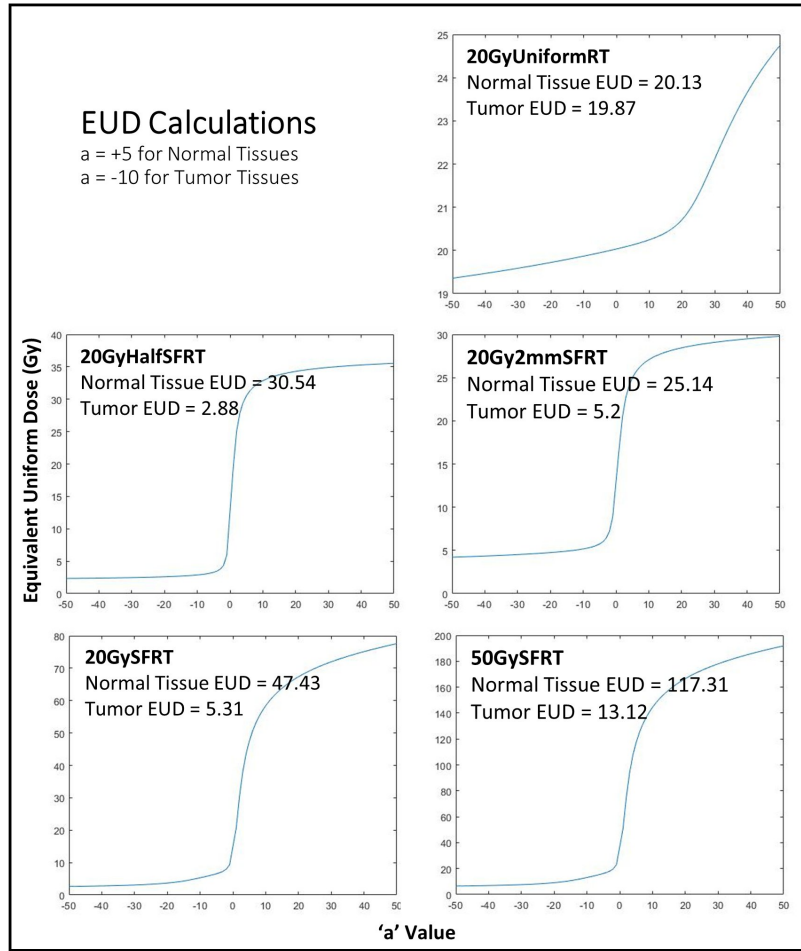 EUD Calculations
a = +5 for Normal Tissues
a = -10 for Tumor Tissues
20GyUniformRT
Normal Tissue EUD = 20.13
Tumor EUD = 19.87
25
24
23
22
21
20
19
-50 -40 -30 -20 -10 0 10 20 30 40 50
Equivalent Uniform Dose (Gy)
20GyHalfSFRT
Normal Tissue EUD = 30.54
Tumor EUD = 2.88
40
35
30
25
20
15
10
5
0
-50 -40 -30 -20 -10 0 10 20 30 40 50
20Gy2mmSFRT
Normal Tissue EUD = 25.14
Tumor EUD = 5.2
30
25
20
15
10
5
0
-50 -40 -30 -20 -10 0 10 20 30 40 50
20GySFRT
Normal Tissue EUD = 47.43
Tumor EUD = 5.31
80
70
60
50
40
30
20
10
0
-50 -40 -30 -20 -10 0 10 20 30 40 50
50GySFRT
Normal Tissue EUD = 117.31
Tumor EUD = 13.12
200
180
160
140
120
100
80
60
40
20
0
-50 -40 -30 -20 -10 0 10 20 30 40 50
‘a’ Value